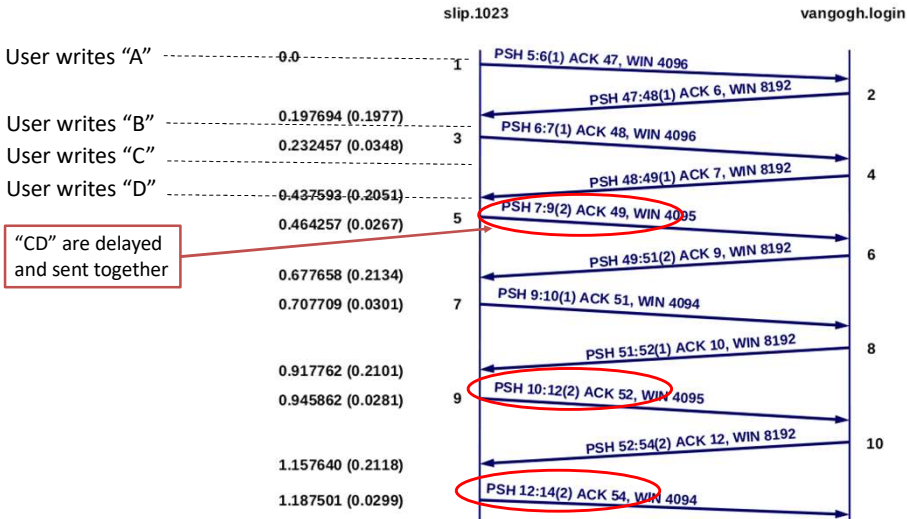 slip.1023 vangogh.login
User writes “A” 0.0 1 PSH 5:6(1) ACK 47, WIN 4096
PSH 47:48(1) ACK 6, WIN 8192 2
0.197694 (0.1977)
User writes “B” PSH 6:7(1) ACK 48, WIN 4096
0.232457 (0.0348) 3
User writes “C”
PSH 48:49(1) ACK 7, WIN 8192 4
User writes “D” 0.437593 (0.2051)
PSH 7:9(2) ACK 49, WIN 4095
0.464257 (0.0267) 5
“CD” are delayed
and sent together
PSH 49:51(2) ACK 9, WIN 8192 6
0.677658 (0.2134)
0.707709 (0.0301) 7 PSH 9:10(1) ACK 51, WIN 4094
PSH 51:52(1) ACK 10, WIN 8192 8
0.917762 (0.2101)
0.945862 (0.0281) 9 PSH 10:12(2) ACK 52, WIN 4095
PSH 52:54(2) ACK 12, WIN 8192 10
1.157640 (0.2118)
1.187501 (0.0299) PSH 12:14(2) ACK 54, WIN 4094